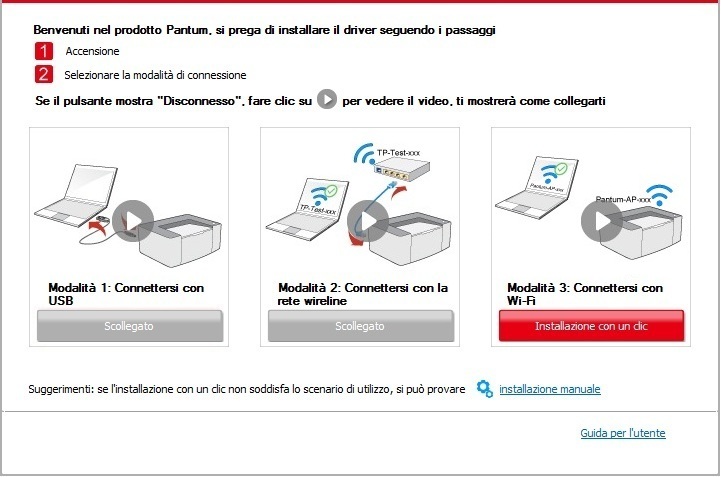 Benvenuti nel prodotto Pantum, si prega di installare il driver seguendo i passaggi
1 Accensione
2 Selezionare la modalità di connessione
Se il pulsante mostra "Disconnesso", fare clic su per vedere il video, ti mostrerà come collegarti
TP-Test-xxx
TP-Test-xxx
Pantum-AP-xxx
Pantum-AP-xxx
Modalità 1: Connettersi con
USB
Scollegato
Modalità 2: Connettersi con la
rete wireline
Scollegato
Modalità 3: Connettersi con
Wi-Fi
Installazione con un clic
Suggerimenti: se l'installazione con un clic non soddisfa lo scenario di utilizzo, si può provare installazione manuale
Guida per l'utente